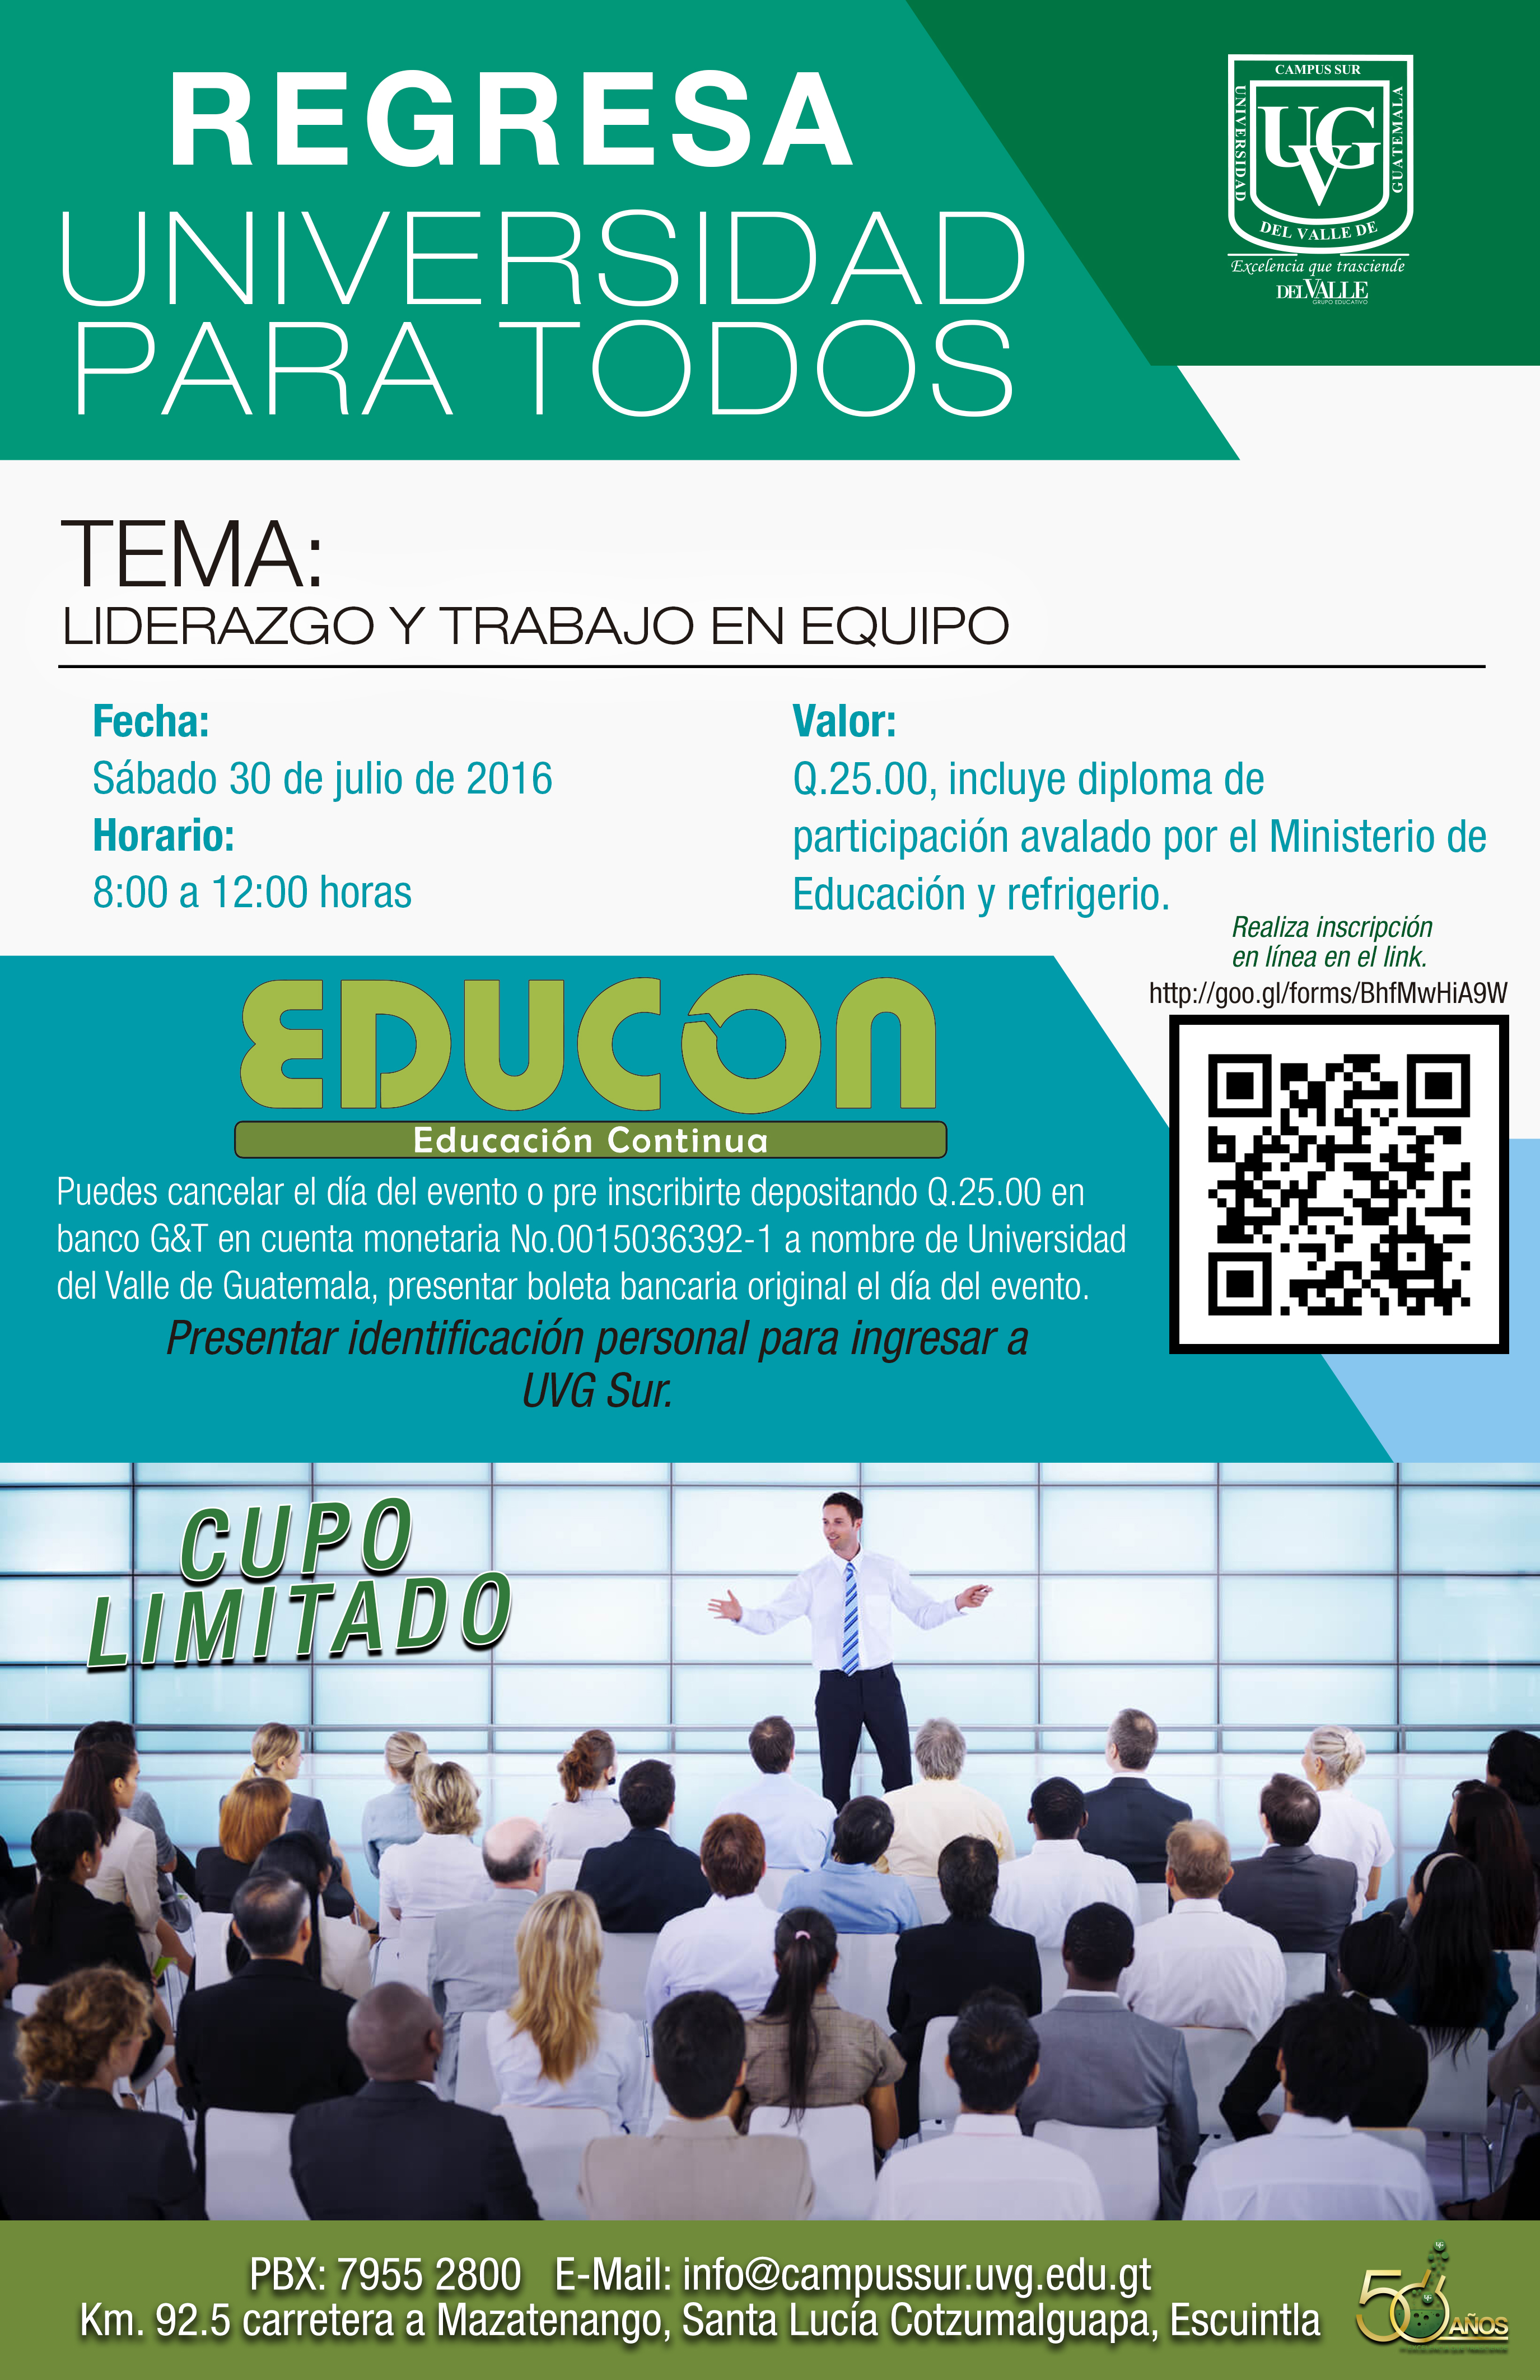 REGRESA
UNIVERSIDAD
PARA TODOS
CAMPUS SUR
UNIVERSIDAD
UVG
GUATEMALA
DEL VALLE DE
Excelencia que trasciende
DELVALLE
GRUPO EDUCATIVO
TEMA:
LIDERAZGO Y TRABAJO EN EQUIPO
Fecha:
Sábado 30 de julio de 2016
Horario:
8:00 a 12:00 horas
Valor:
Q.25.00, incluye diploma de
participación avalado por el Ministerio de
Educación y refrigerio.
Realiza inscripción
en línea en el link.
http://goo.gl/forms/BhfMwHiA9W
EDUCON
Educación Continua
Puedes cancelar el día del evento o pre inscribirte depositando Q.25.00 en
banco G&T en cuenta monetaria No.0015036392-1 a nombre de Universidad
del Valle de Guatemala, presentar boleta bancaria original el día del evento.
Presentar identificación personal para ingresar a
UVG Sur.
CUPO
LIMITADO
PBX: 7955 2800 E-Mail: info@campussur.uvg.edu.gt
Km. 92.5 carretera a Mazatenango, Santa Lucía Cotzumalguapa, Escuintla
50 AÑOS